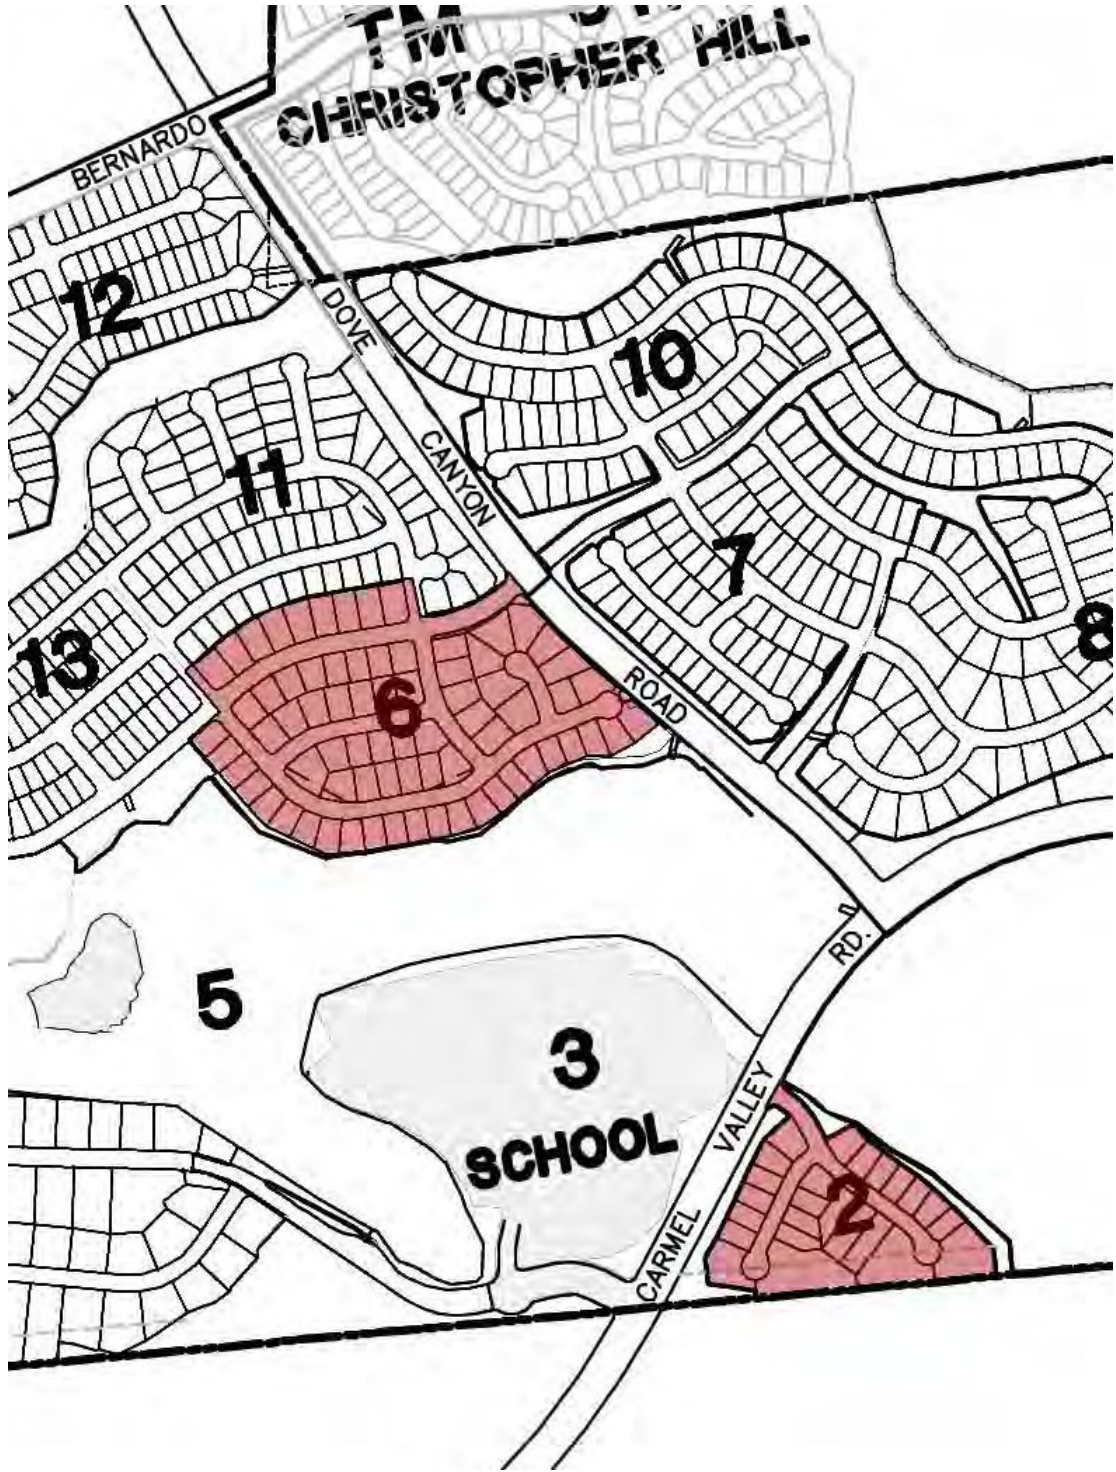 TM
CHRISTOPHER HILL
BERNARDO
12
DOVE
CANYON
ROAD
10
11
7
13
6
8
5
3
SCHOOL
RD.
VALLEY
CARMEL
2